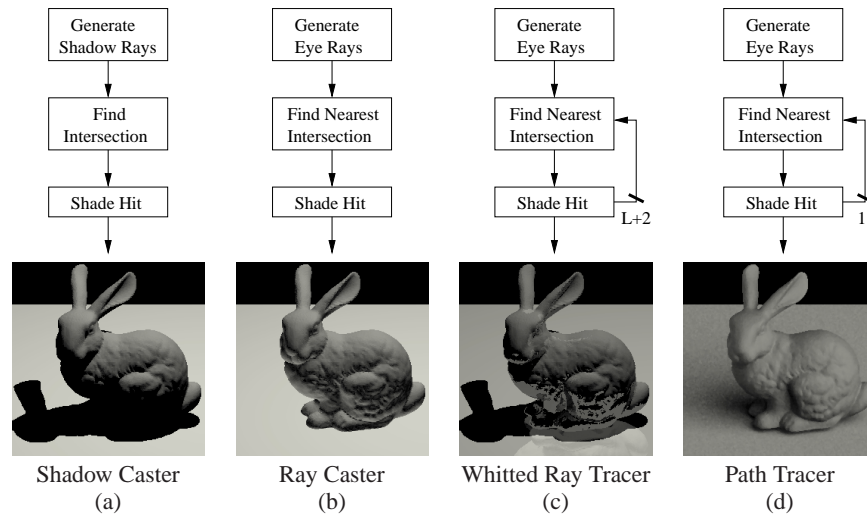 Generate
Shadow Rays
Find
Intersection
Shade Hit
Shadow Caster
(a)
Generate
Eye Rays
Find Nearest
Intersection
Shade Hit
Ray Caster
(b)
Generate
Eye Rays
Find Nearest
Intersection
Shade Hit
L+2
Whitted Ray Tracer
(c)
Generate
Eye Rays
Find Nearest
Intersection
Shade Hit
1
Path Tracer
(d)